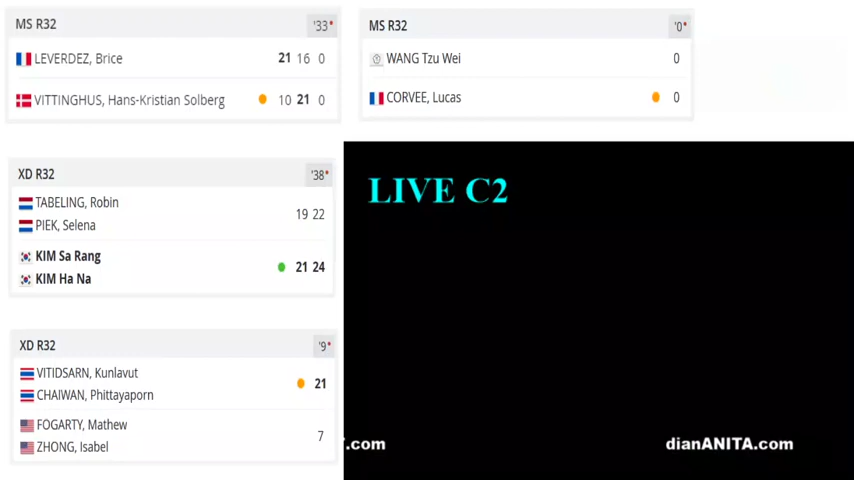 MS R32 '33
LEVERDEZ, Brice 21 16 0
VITTINGHUS, Hans-Kristian Solberg 10 21 0
MS R32 '0
WANG Tzu Wei 0
CORVEE, Lucas 0
XD R32 '38
TABELING, Robin
PIEK, Selena
19 22
KIM Sa Rang
KIM Ha Na
21 24
XD R32 '9
VITIDSARN, Kunlavut
CHAIWAN, Phittayaporn
21
FOGARTY, Mathew
ZHONG, Isabel
7
LIVE C2
.com
dianANITA.com